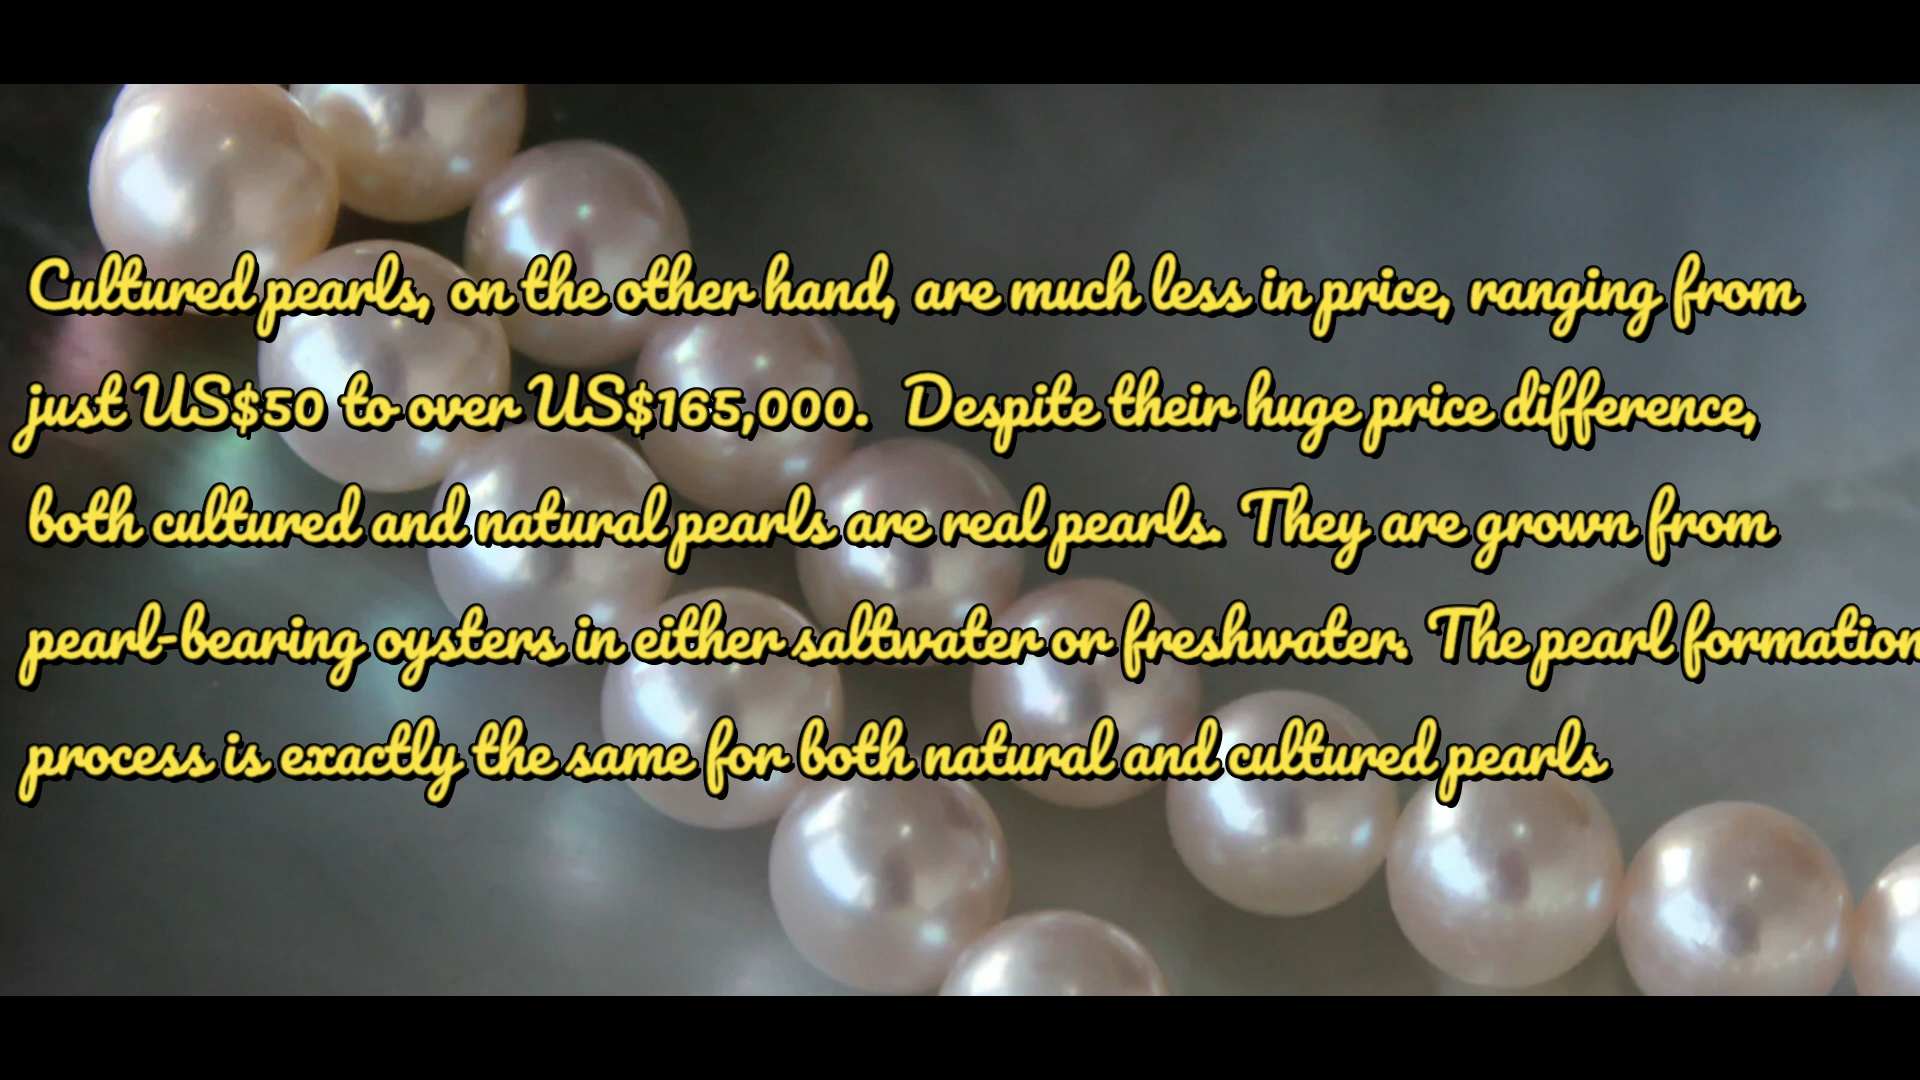 Cultured pearls, on the other hand, are much less in price, ranging from
just US$50 to over US$165,000. Despite their huge price difference,
both cultured and natural pearls are real pearls. They are grown from
pearl-bearing oysters in either saltwater or freshwater. The pearl formation
process is exactly the same for both natural and cultured pearls